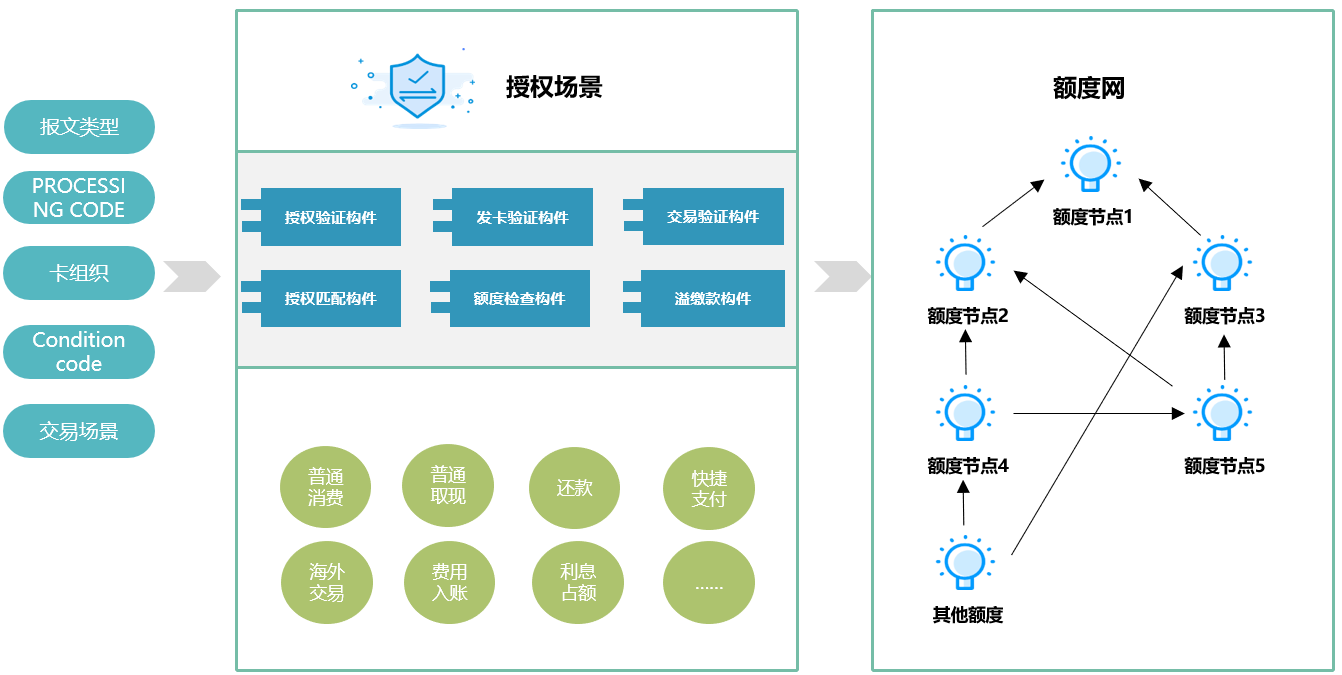 报文类型
PROCESSI
NG CODE
卡组织
Condition
code
交易场景
授权场景
授权验证构件
发卡验证构件
交易验证构件
授权匹配构件
额度检查构件
溢缴款构件
普通
消费
普通
取现
还款
快捷
支付
海外
交易
费用
入账
利息
占额
......
额度网
额度节点1
额度节点2
额度节点3
额度节点4
额度节点5
其他额度